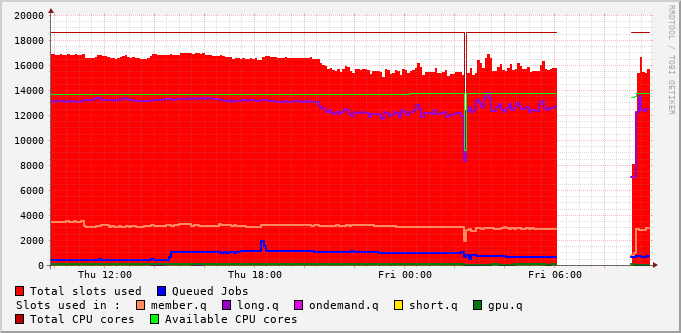 20000
18000
16000
14000
12000
10000
8000
6000
4000
2000
0
Thu 12:00 Thu 18:00 Fri 00:00 Fri 06:00
RRDTOOL / TOBI OETIKER
Total slots used Queued Jobs
Slots used in : member.q long.q ondemand.q short.q gpu.q
Total CPU cores Available CPU cores